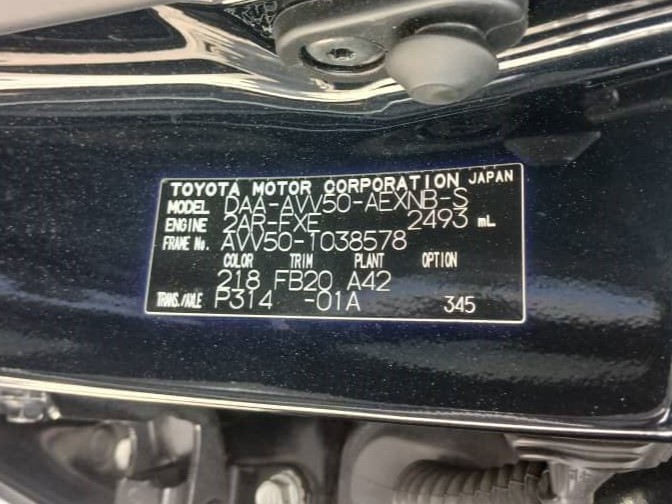 TOYOTA MOTOR CORPORATION JAPAN
MODEL DAA-AVV50-AEXNB-S
ENGINE 2AR-FXE 2493 mL
FRAME No. AVV50-1038578
COLOR TRIM PLANT OPTION
218 FB20 A42
TRANS./AXLE P314 -01A 345